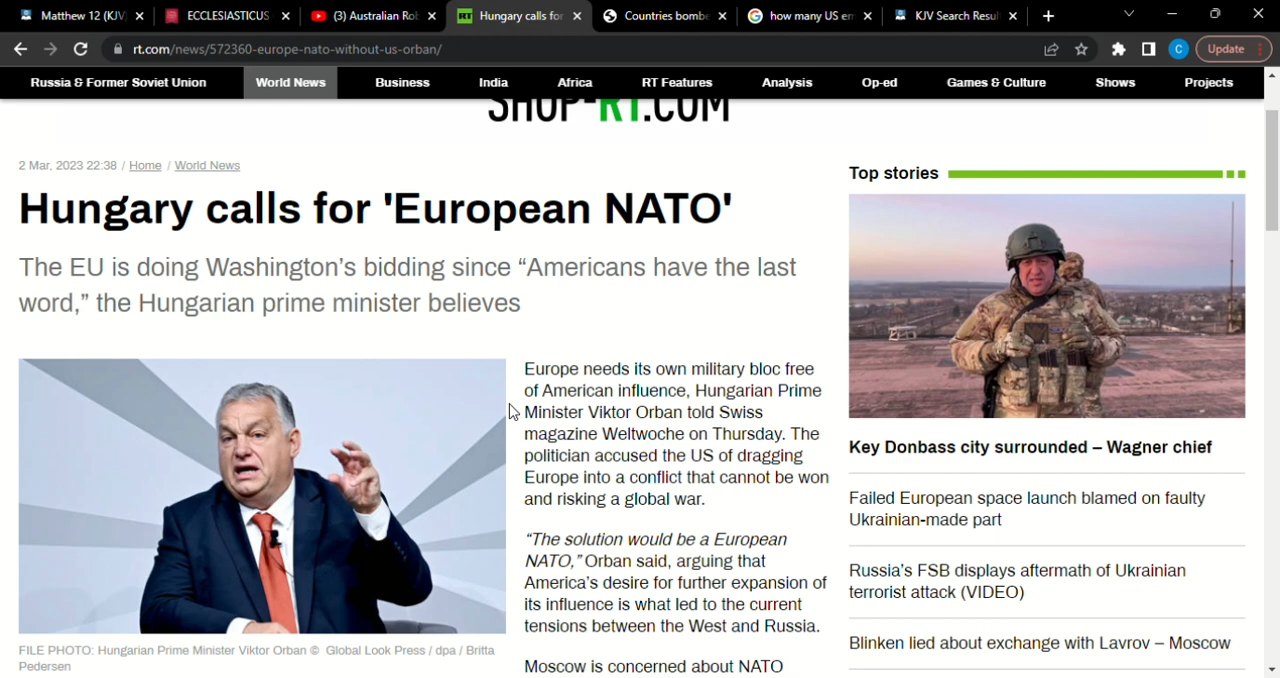 Matthew 12 (KJV)
ECCLESIASTICUS
(3) Australian Ro
Hungary calls for
Countries bombe
how many US em
KJV Search Resul
rt.com/news/572360-europe-nato-without-us-orban/
C
Update
Russia & Former Soviet Union
World News
Business
India
Africa
RT Features
Analysis
Op-ed
Games & Culture
Shows
Projects
SHOP-RT.COM
2 Mar, 2023 22:38 / Home / World News
Hungary calls for 'European NATO'
The EU is doing Washington's bidding since “Americans have the last
word,” the Hungarian prime minister believes
FILE PHOTO: Hungarian Prime Minister Viktor Orban © Global Look Press / dpa / Britta
Pedersen
Europe needs its own military bloc free
of American influence, Hungarian Prime
Minister Viktor Orban told Swiss
magazine Weltwoche on Thursday. The
politician accused the US of dragging
Europe into a conflict that cannot be won
and risking a global war.
“The solution would be a European
NATO,” Orban said, arguing that
America's desire for further expansion of
its influence is what led to the current
tensions between the West and Russia.
Moscow is concerned about NATO
Top stories
Key Donbass city surrounded – Wagner chief
Failed European space launch blamed on faulty
Ukrainian-made part
Russia's FSB displays aftermath of Ukrainian
terrorist attack (VIDEO)
Blinken lied about exchange with Lavrov – Moscow